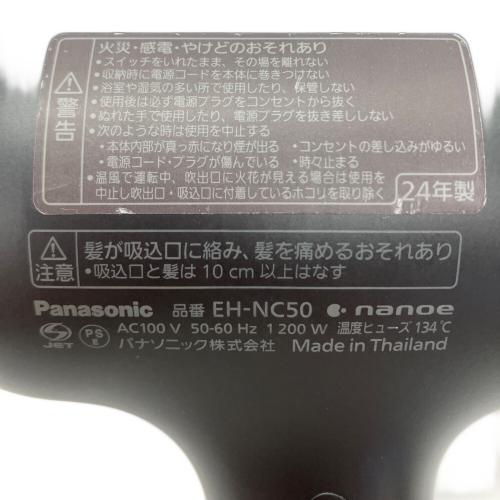 火災・感電・やけどのおそれあり
警告
•スイッチをいれたまま、その場を離れない
•収納時に電源コードを本体に巻きつけない
•浴室や湿気の多い所で使用したり、保管しない
•使用後は必ず電源プラグをコンセントから抜く
•ぬれた手で使用したり、電源プラグを抜き差ししない
•次のような時は使用を中止する
・本体内部が真っ赤になり煙が出る ・コンセントの差し込みがゆるい
・電源コード・プラグが傷んでいる ・時々止まる
•温風で運転中、吹出口に火花が見える場合は使用を
中止し吹出口・吸込口に付着しているホコリを取り除く
24年製
注意
髪が吸込口に絡み、髪を痛めるおそれあり
•吸込口と髪は10cm以上はなす
Panasonic 品番 EH-NC50 nanoe
JET PS E AC100 V 50-60 Hz 1 200 W 温度ヒューズ 134℃
パナソニック株式会社 Made in Thailand